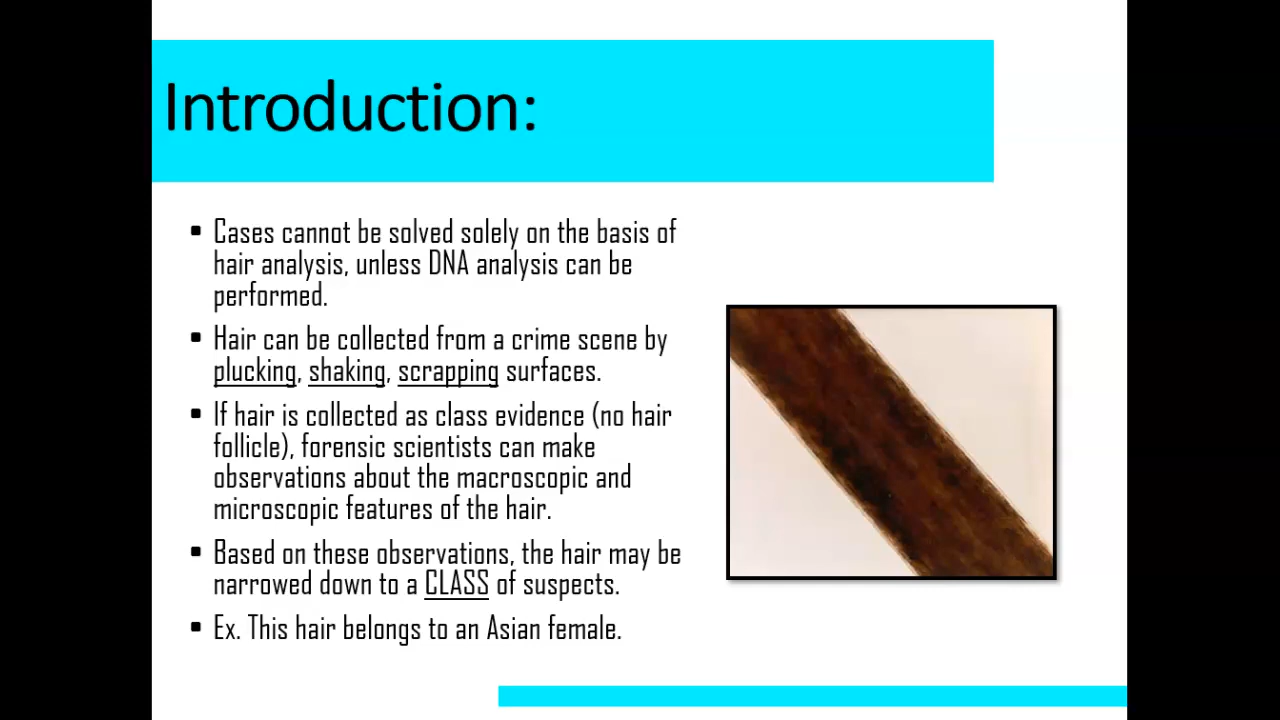 Introduction:
▪ Cases cannot be solved solely on the basis of
hair analysis, unless DNA analysis can be
performed.
▪ Hair can be collected from a crime scene by
plucking, shaking, scrapping surfaces.
▪ If hair is collected as class evidence (no hair
follicle), forensic scientists can make
observations about the macroscopic and
microscopic features of the hair.
▪ Based on these observations, the hair may be
narrowed down to a CLASS of suspects.
▪ Ex. This hair belongs to an Asian female.